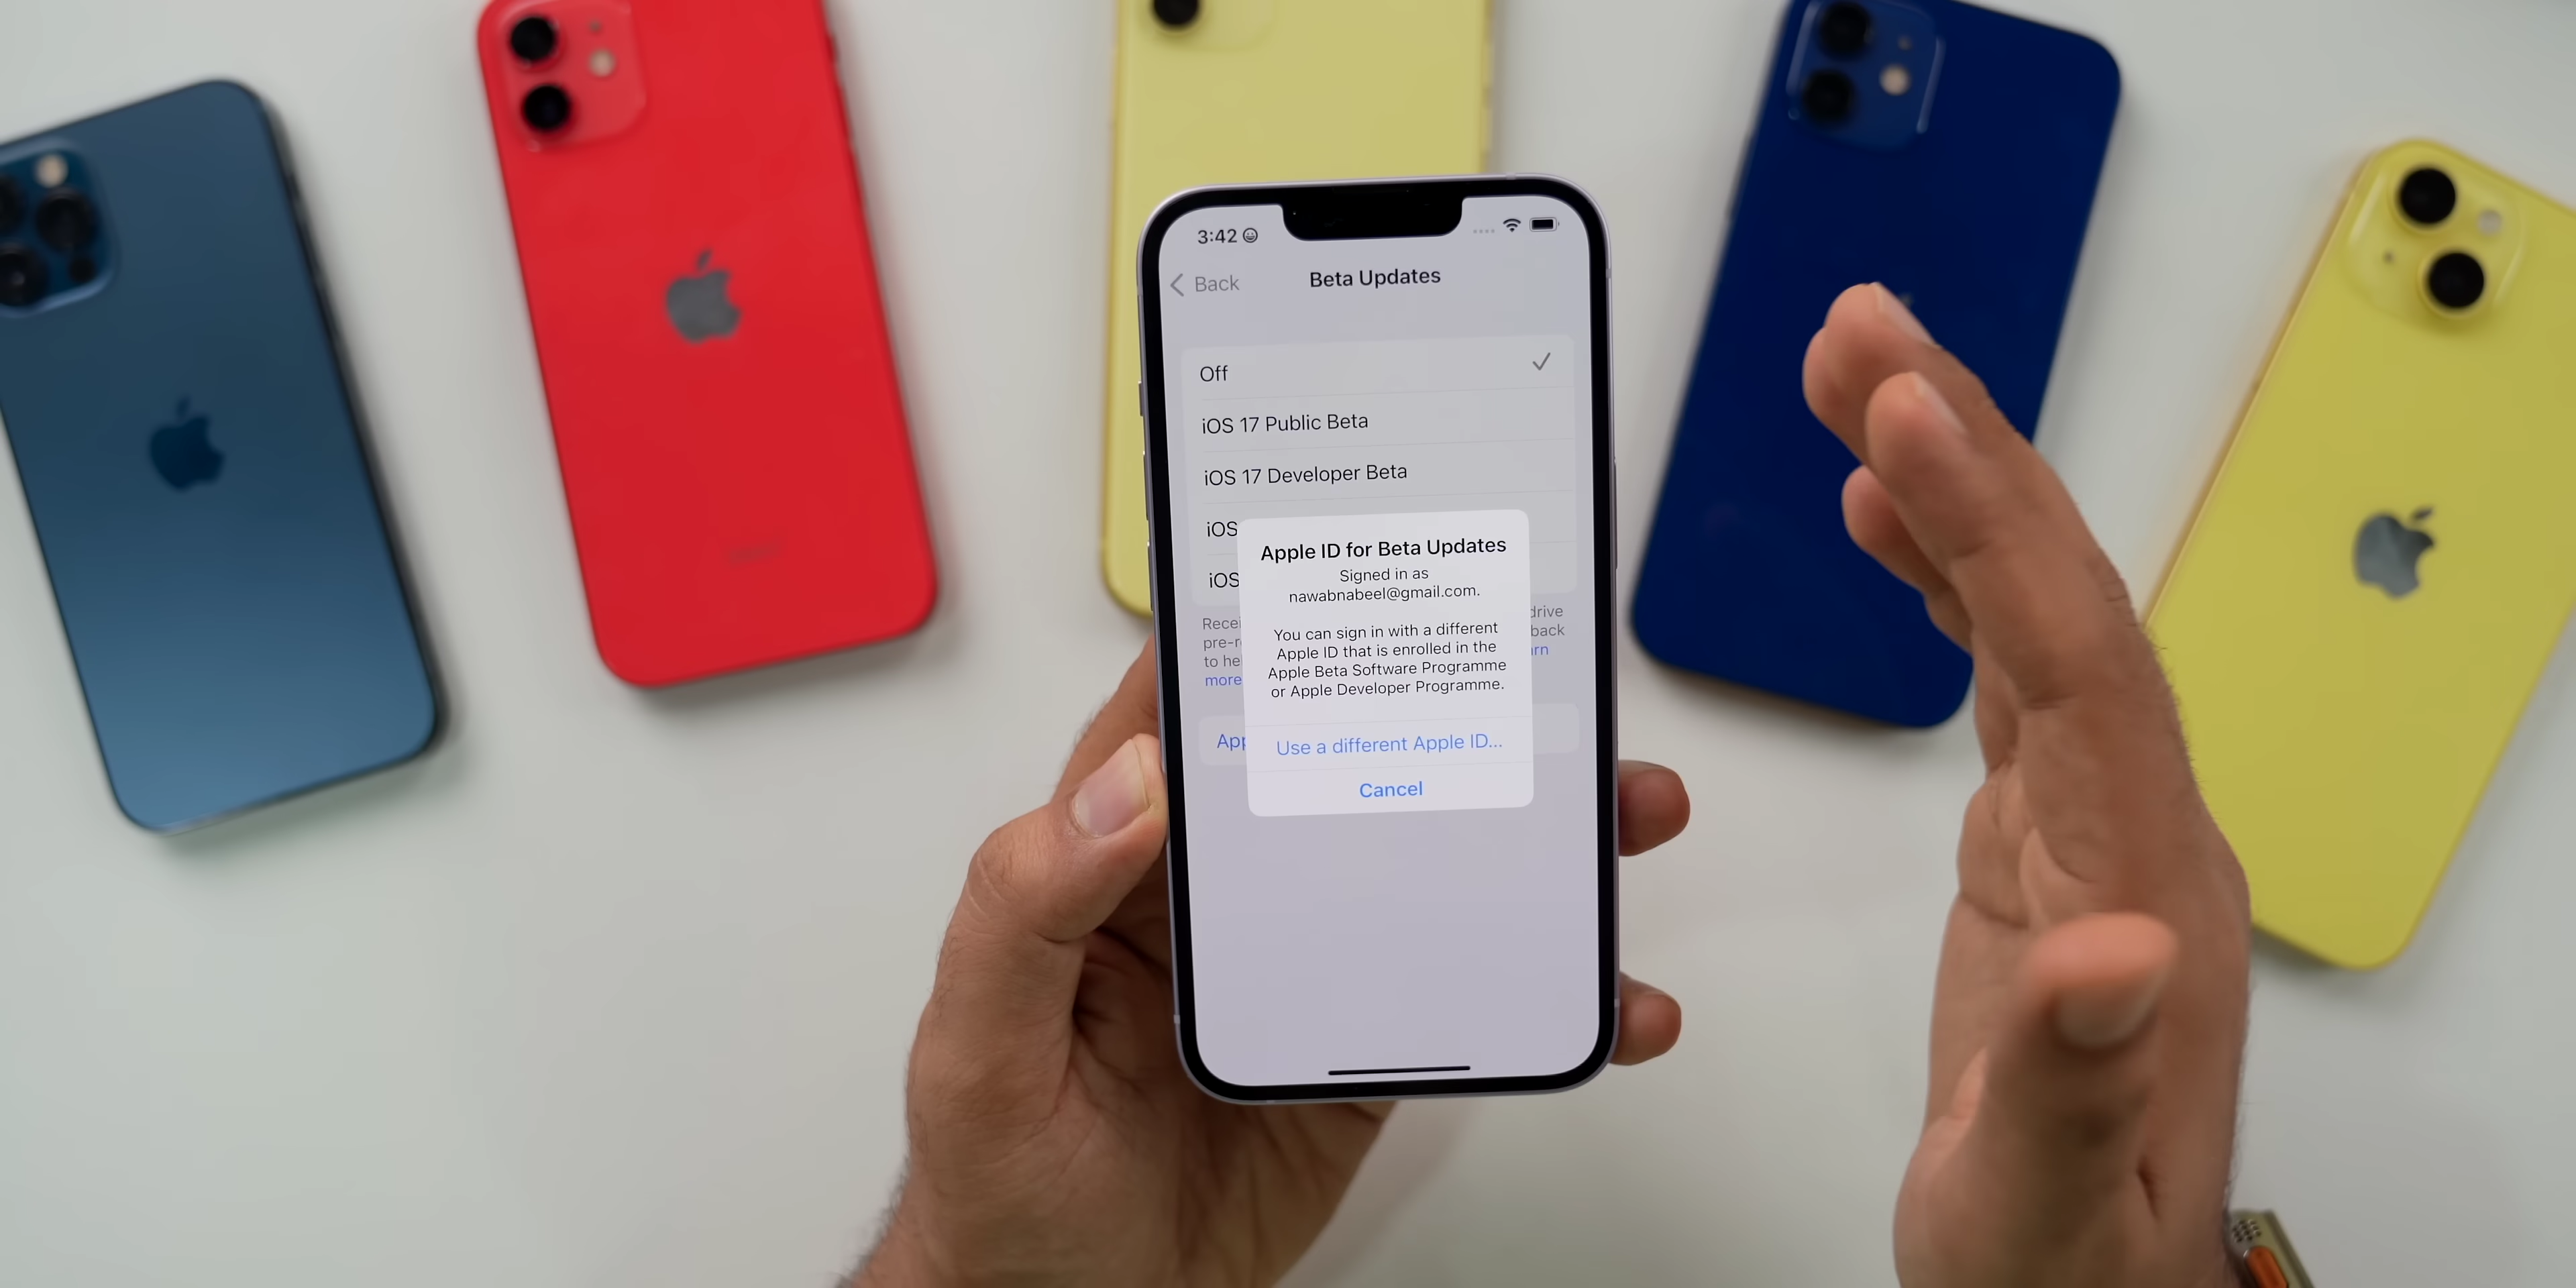 3:42
Back
Beta Updates
Off
iOS 17 Public Beta
iOS 17 Developer Beta
iOS
iOS
Apple ID for Beta Updates
Signed in as
nawabnabeel@gmail.com.
You can sign in with a different
Apple ID that is enrolled in the
Apple Beta Software Programme
or Apple Developer Programme.
drive
to
more
Use a different Apple ID...
Cancel